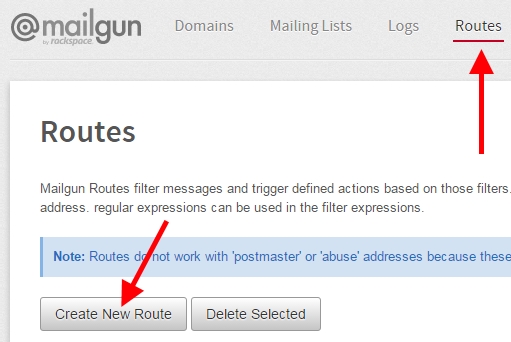 @mailgun
by rackspace
Domains Mailing Lists Logs Routes
Routes
Mailgun Routes filter messages and trigger defined actions based on those filters.
address. regular expressions can be used in the filter expressions.
Note: Routes do not work with 'postmaster' or 'abuse' addresses because these
Create New Route Delete Selected